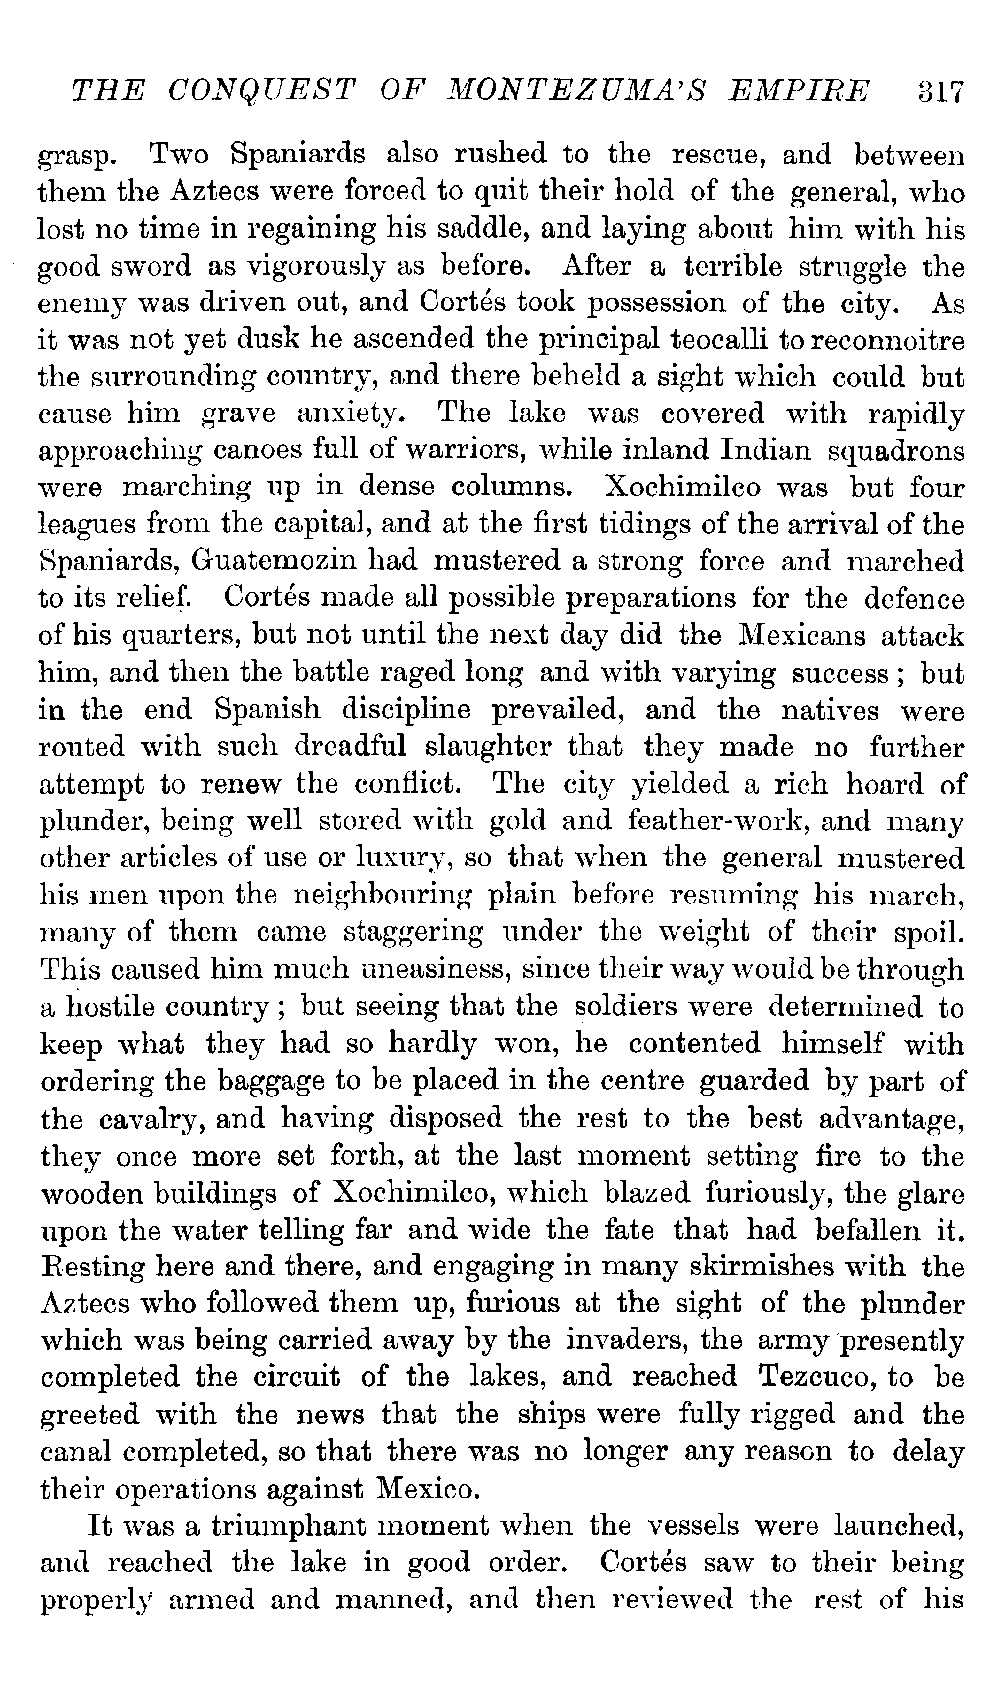 THE CONQUEST OF MONTEZUMA'S EMPIRE 317
grasp. Two Spaniards also rushed to the rescue, and between
them the Aztecs were forced to quit their hold of the general, who
lost no time in regaining his saddle, and laying about him with his
good sword as vigorously as before. After a terrible struggle the
enemy was driven out, and Cortés took possession of the city. As
it was not yet dusk he ascended the principal teocalli to reconnoitre
the surrounding country, and there beheld a sight which could but
cause him grave anxiety. The lake was covered with rapidly
approaching canoes full of warriors, while inland Indian squadrons
were marching up in dense columns. Xochimilco was but four
leagues from the capital, and at the first tidings of the arrival of the
Spaniards, Guatemozin had mustered a strong force and marched
to its relief. Cortés made all possible preparations for the defence
of his quarters, but not until the next day did the Mexicans attack
him, and then the battle raged long and with varying success ; but
in the end Spanish discipline prevailed, and the natives were
routed with such dreadful slaughter that they made no further
attempt to renew the conflict. The city yielded a rich hoard of
plunder, being well stored with gold and feather-work, and many
other articles of use or luxury, so that when the general mustered
his men upon the neighbouring plain before resuming his march,
many of them came staggering under the weight of their spoil.
This caused him much uneasiness, since their way would be through
a hostile country ; but seeing that the soldiers were determined to
keep what they had so hardly won, he contented himself with
ordering the baggage to be placed in the centre guarded by part of
the cavalry, and having disposed the rest to the best advantage,
they once more set forth, at the last moment setting fire to the
wooden buildings of Xochimilco, which blazed furiously, the glare
upon the water telling far and wide the fate that had befallen it.
Resting here and there, and engaging in many skirmishes with the
Aztecs who followed them up, furious at the sight of the plunder
which was being carried away by the invaders, the army presently
completed the circuit of the lakes, and reached Tezcuco, to be
greeted with the news that the ships were fully rigged and the
canal completed, so that there was no longer any reason to delay
their operations against Mexico.
It was a triumphant moment when the vessels were launched,
and reached the lake in good order. Cortés saw to their being
properly armed and manned, and then reviewed the rest of his